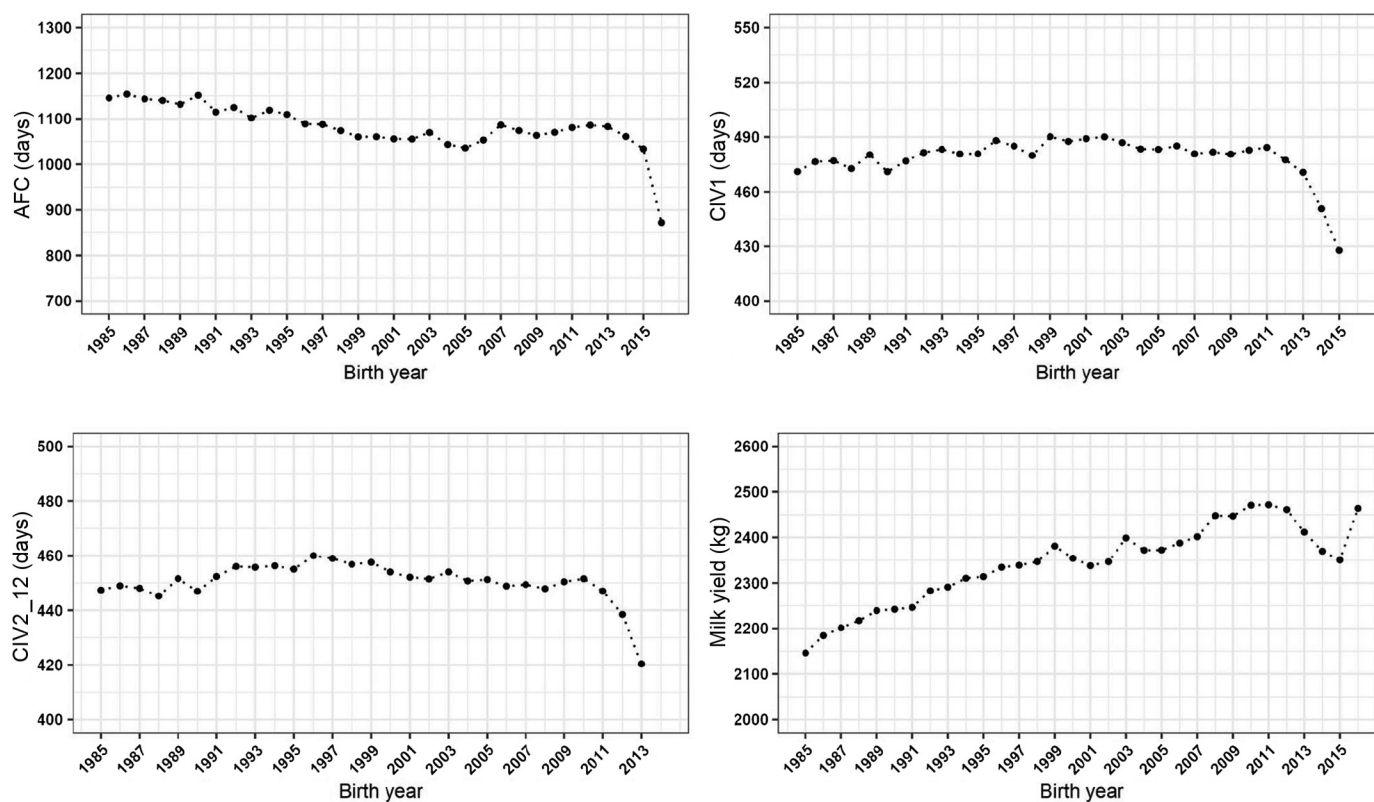 AFC (days)
1300
1200
1100
1000
900
800
700
1985 1987 1989 1991 1993 1995 1997 1999 2001 2003 2005 2007 2009 2011 2013 2015
Birth year
CIV1 (days)
550
520
490
460
430
400
1985 1987 1989 1991 1993 1995 1997 1999 2001 2003 2005 2007 2009 2011 2013 2015
Birth year
CIV2_12 (days)
500
480
460
440
420
400
1985 1987 1989 1991 1993 1995 1997 1999 2001 2003 2005 2007 2009 2011 2013
Birth year
Milk yield (kg)
2600
2500
2400
2300
2200
2100
2000
1985 1987 1989 1991 1993 1995 1997 1999 2001 2003 2005 2007 2009 2011 2013 2015
Birth year